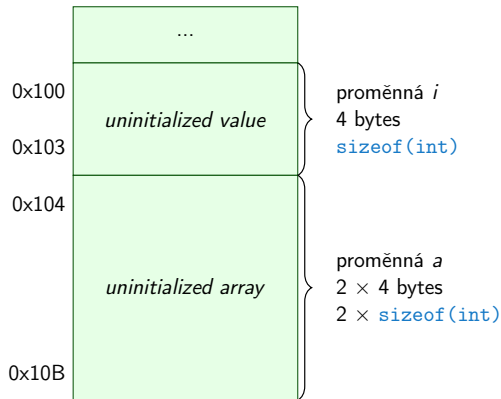 ...
0x100
uninitialized value
0x103
proměnná i
4 bytes
sizeof(int)
0x104
uninitialized array
0x10B
proměnná a
2 × 4 bytes
2 × sizeof(int)